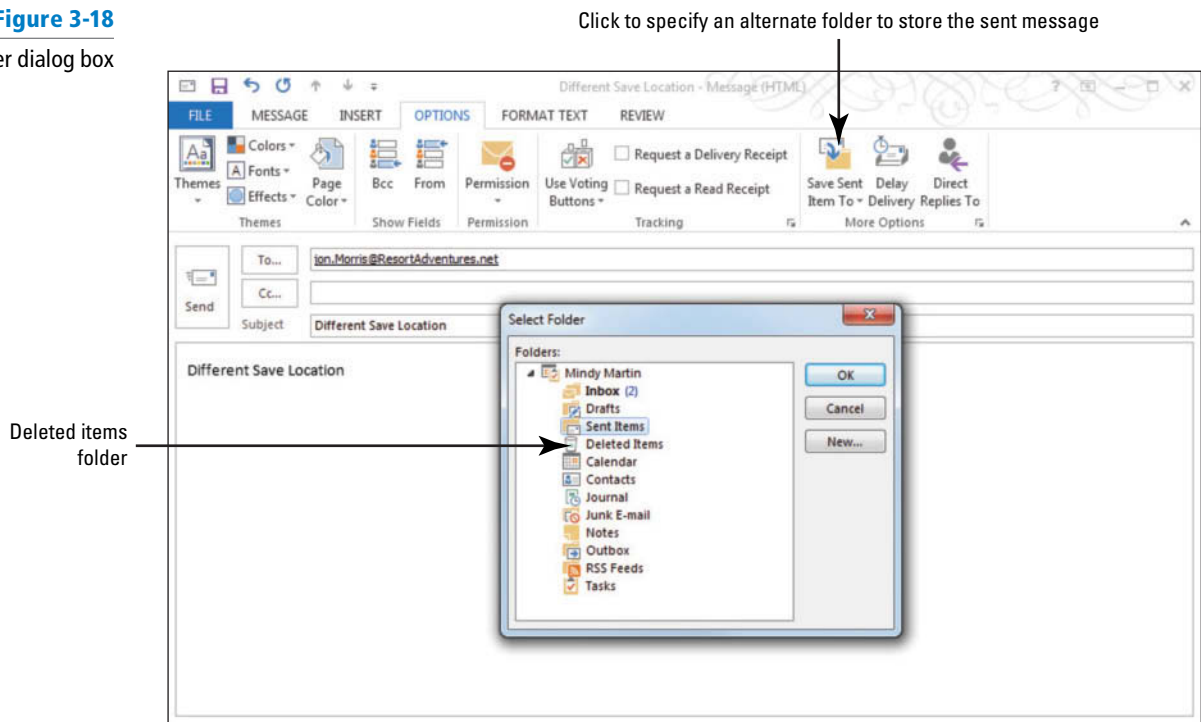 Figure 3-18
er dialog box
Click to specify an alternate folder to store the sent message
Different Save Location - Message (HTML)
FILE MESSAGE INSERT OPTIONS FORMAT TEXT REVIEW
Themes
Colors
Fonts
Effects
Page Color
Themes
Bcc
From
Show Fields
Permission
Permission
Use Voting Buttons
Request a Delivery Receipt
Request a Read Receipt
Tracking
Save Sent Item To
Delay Delivery
Direct Replies To
More Options
Send
To...
jon.Morris@ResortAdventures.net
Cc...
Subject
Different Save Location
Different Save Location
Select Folder
Folders:
Mindy Martin
Inbox (2)
Drafts
Sent Items
Deleted Items
Calendar
Contacts
Journal
Junk E-mail
Notes
Outbox
RSS Feeds
Tasks
OK
Cancel
New...
Deleted items
folder